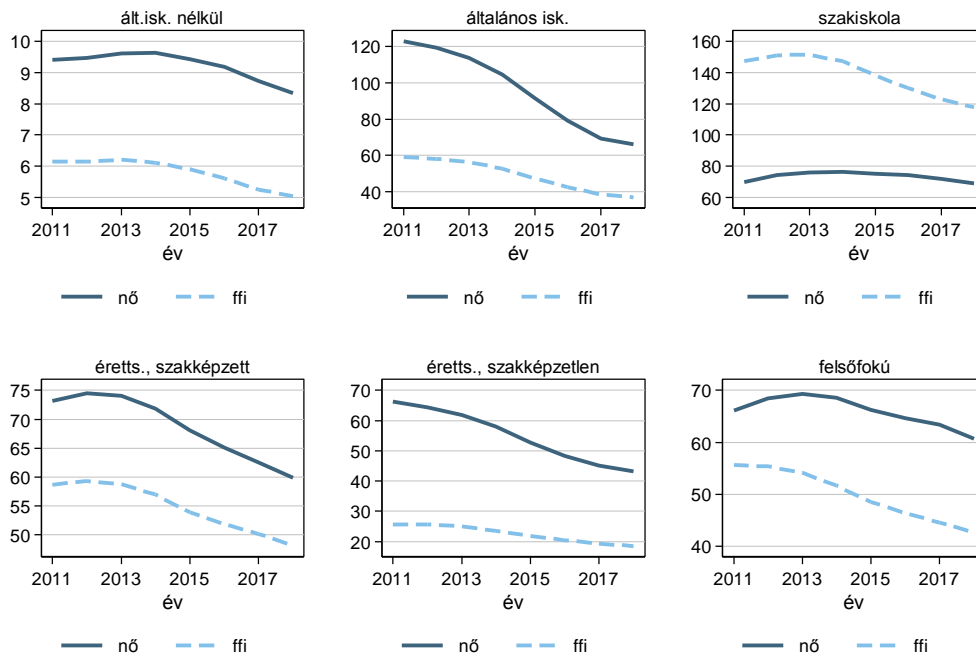 ált.isk. nélkül
10
9
8
7
6
5
2011 2013 2015 2017
év
nő ffi
általános isk.
120
100
80
60
40
2011 2013 2015 2017
év
nő ffi
szakiskola
160
140
120
100
80
60
2011 2013 2015 2017
év
nő ffi
éretts., szakképzett
75
70
65
60
55
50
2011 2013 2015 2017
év
nő ffi
éretts., szakképzetlen
70
60
50
40
30
20
2011 2013 2015 2017
év
nő ffi
felsőfokú
70
60
50
40
2011 2013 2015 2017
év
nő ffi